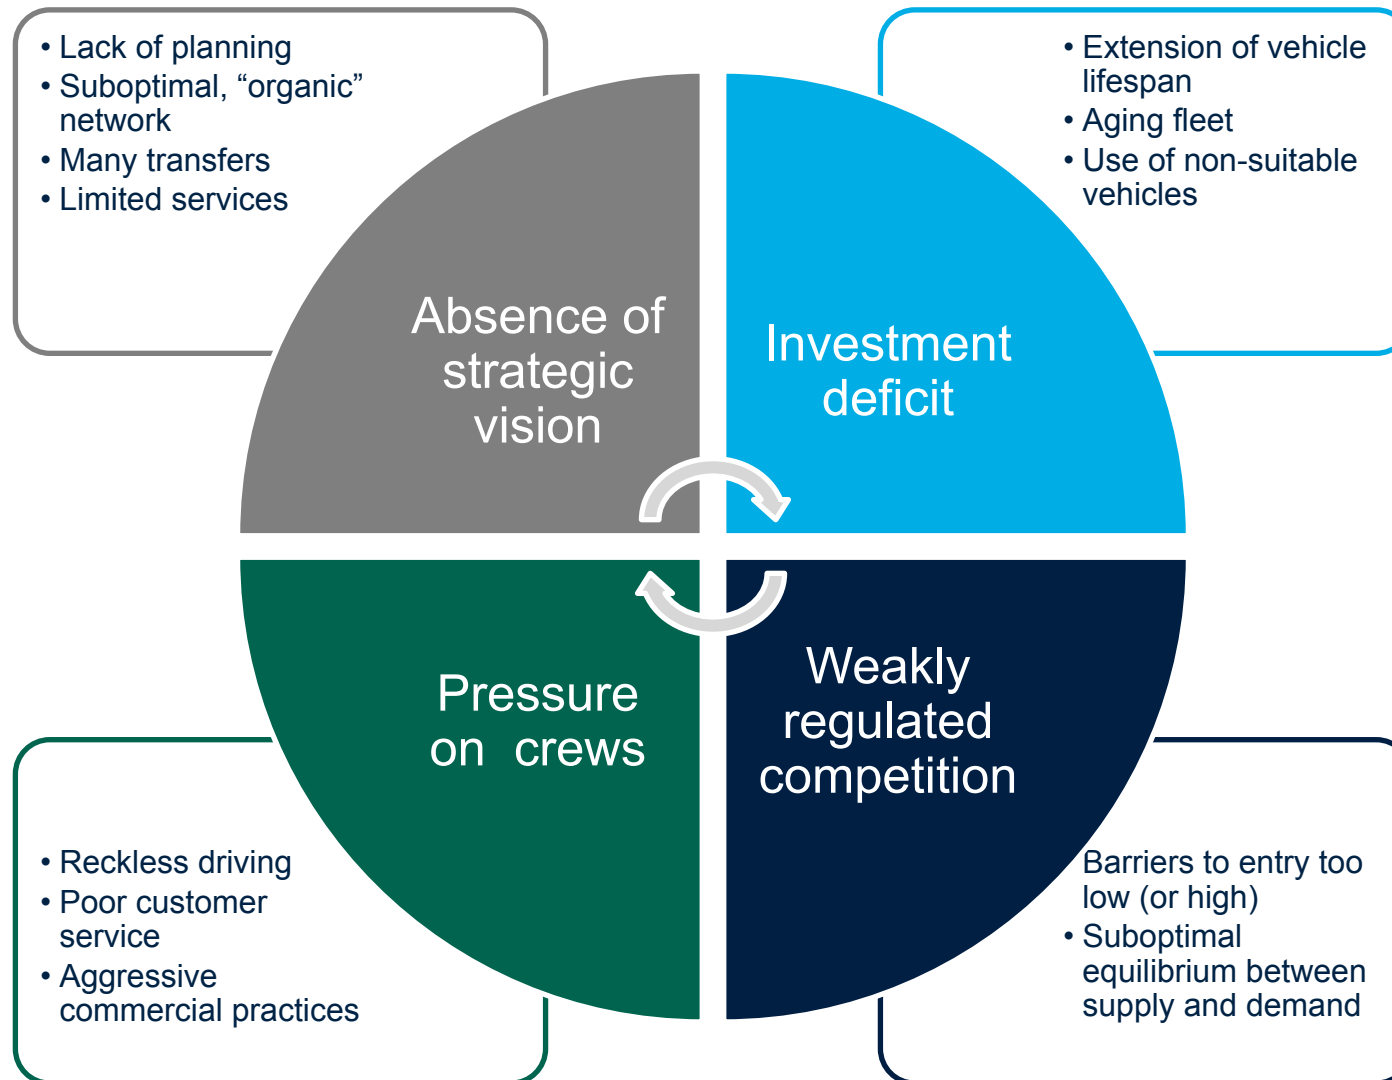 • Lack of planning
• Suboptimal, “organic”
network
• Many transfers
• Limited services
• Extension of vehicle
lifespan
• Aging fleet
• Use of non-suitable
vehicles
Absence of
strategic
vision
Investment
deficit
Pressure
on  crews
Weakly
regulated
competition
• Reckless driving
• Poor customer
service
• Aggressive
commercial practices
Barriers to entry too
low (or high)
• Suboptimal
equilibrium between
supply and demand